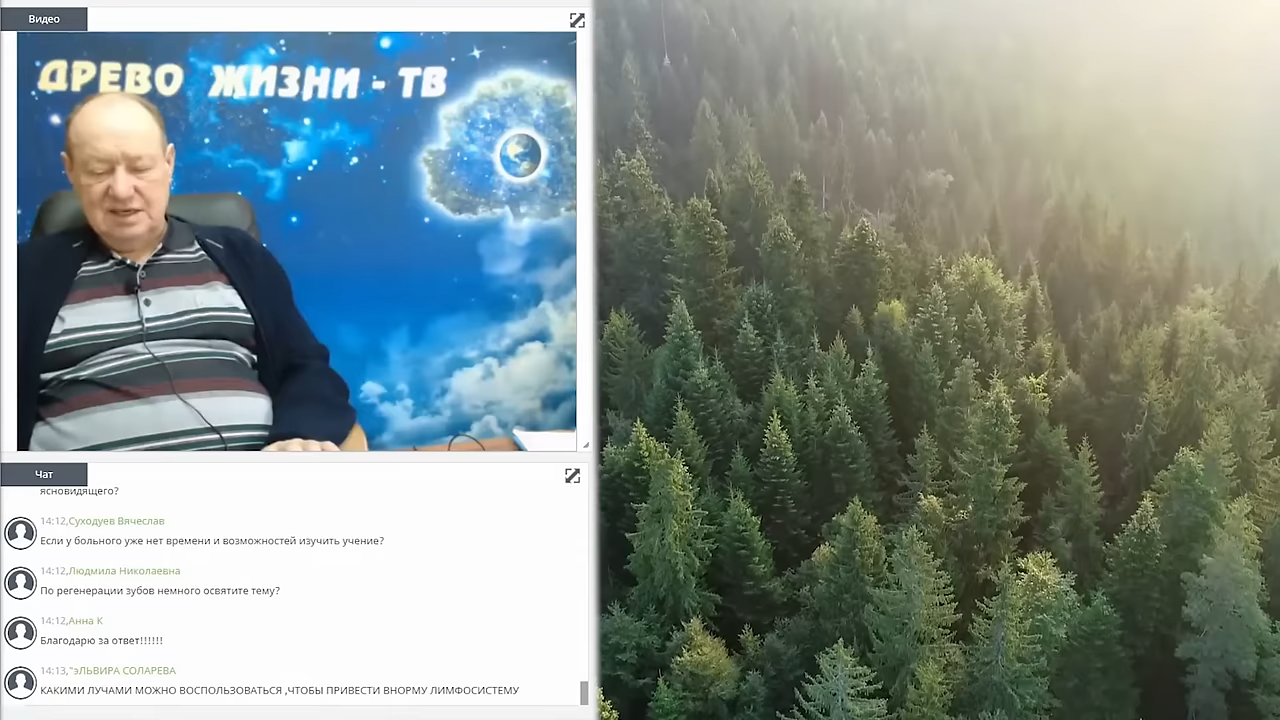 Видео
ДРЕВО ЖИЗНИ - ТВ
Чат
ясновидящего?
14:12,Суходуев Вячеслав
Если у больного уже нет времени и возможностей изучить учение?
14:12,Людмила Николаевна
По регенерации зубов немного освятите тему?
14:12,Анна К
Благодарю за ответ!!!!!!
14:13,"эЛЬВИРА СОЛАРЕВА
КАКИМИ ЛУЧАМИ МОЖНО ВОСПОЛЬЗОВАТЬСЯ ,ЧТОБЫ ПРИВЕСТИ ВНОРМУ ЛИМФОСИСТЕМУ